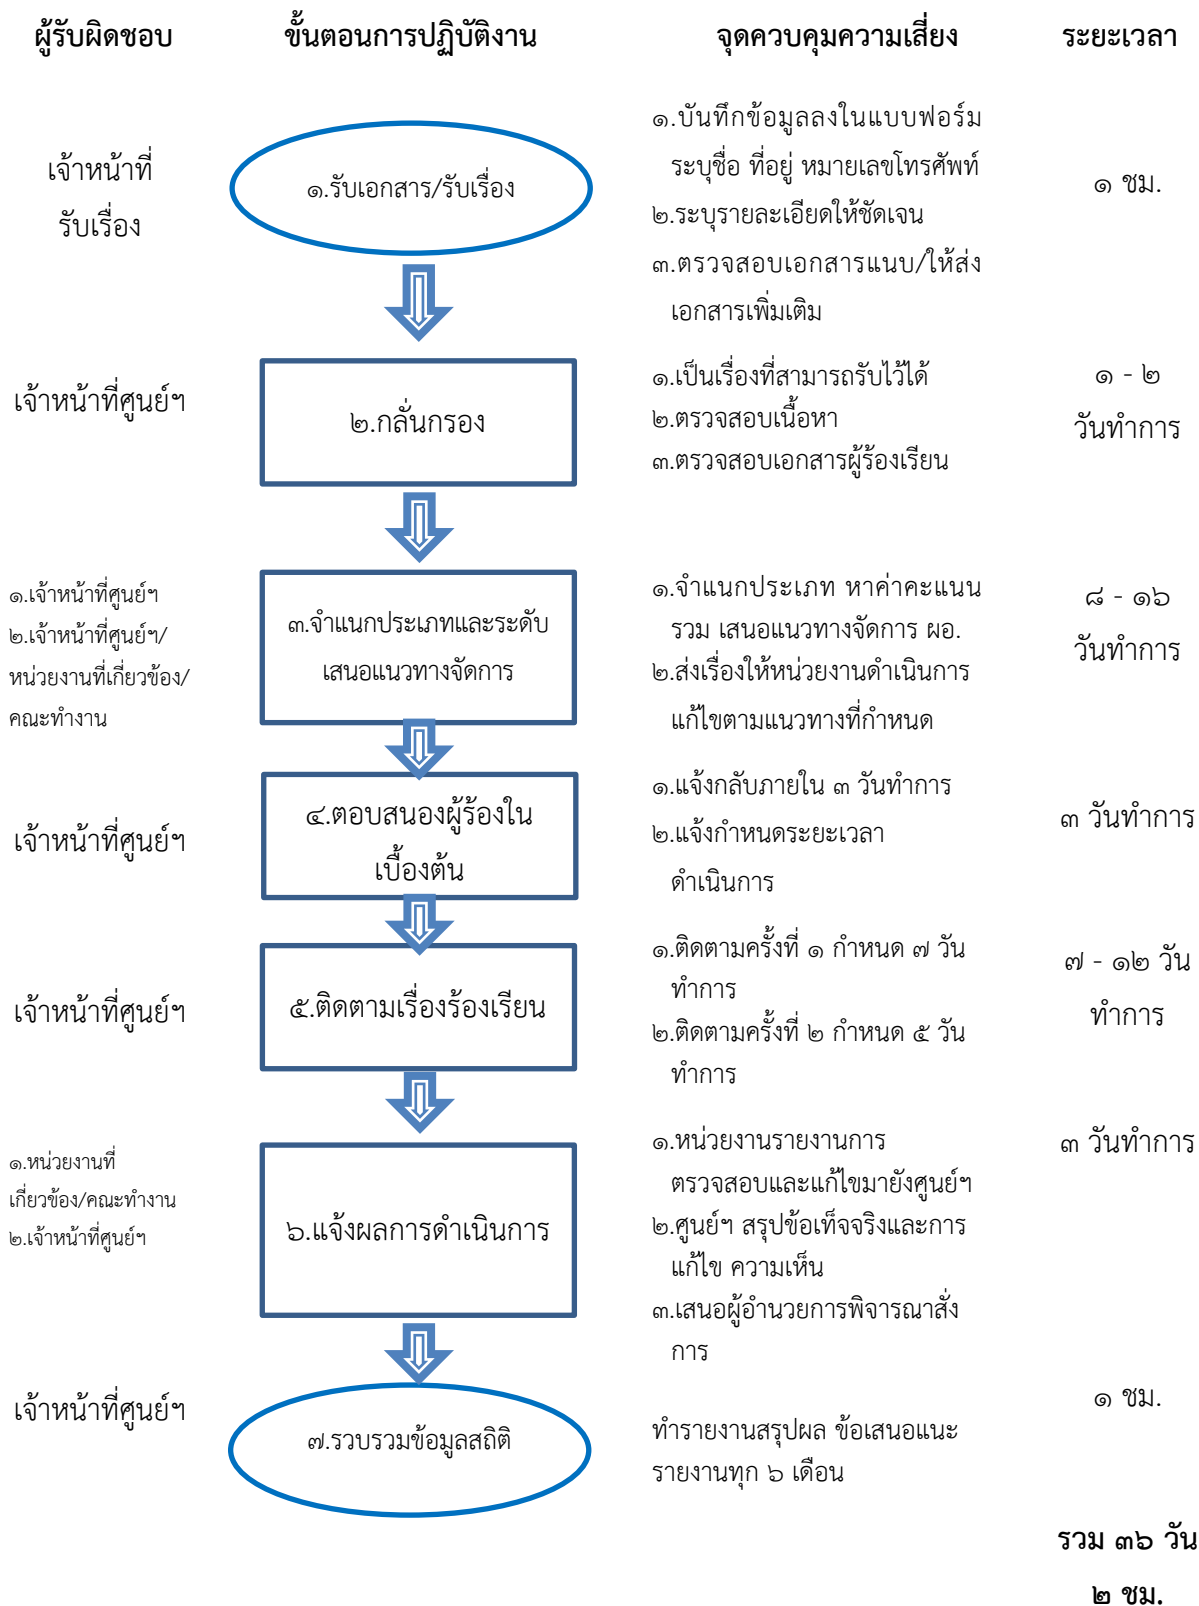 ผู้รับผิดชอบ
ขั้นตอนการปฏิบัติงาน
จุดควบคุมความเสี่ยง
ระยะเวลา
เจ้าหน้าที่
รับเรื่อง
๑.รับเอกสาร/รับเรื่อง
๑.บันทึกข้อมูลลงในแบบฟอร์ม
ระบุชื่อ ที่อยู่ หมายเลขโทรศัพท์
๒.ระบุรายละเอียดให้ชัดเจน
๓.ตรวจสอบเอกสารแนบ/ให้ส่ง
เอกสารเพิ่มเติม
๑ ชม.
เจ้าหน้าที่ศูนย์ฯ
๒.กลั่นกรอง
๑.เป็นเรื่องที่สามารถรับไว้ได้
๒.ตรวจสอบเนื้อหา
๓.ตรวจสอบเอกสารผู้ร้องเรียน
๑ - ๒
วันทำการ
๑.เจ้าหน้าที่ศูนย์ฯ
๒.เจ้าหน้าที่ศูนย์ฯ/
หน่วยงานที่เกี่ยวข้อง/
คณะทำงาน
๓.จำแนกประเภทและระดับ
เสนอแนวทางจัดการ
๑.จำแนกประเภท หาค่าคะแนน
รวม เสนอแนวทางจัดการ ผอ.
๒.ส่งเรื่องให้หน่วยงานดำเนินการ
แก้ไขตามแนวทางที่กำหนด
๘ - ๑๖
วันทำการ
เจ้าหน้าที่ศูนย์ฯ
๔.ตอบสนองผู้ร้องใน
เบื้องต้น
๑.แจ้งกลับภายใน ๓ วันทำการ
๒.แจ้งกำหนดระยะเวลา
ดำเนินการ
๓ วันทำการ
เจ้าหน้าที่ศูนย์ฯ
๕.ติดตามเรื่องร้องเรียน
๑.ติดตามครั้งที่ ๑ กำหนด ๗ วัน
ทำการ
๒.ติดตามครั้งที่ ๒ กำหนด ๕ วัน
ทำการ
๗ - ๑๒ วัน
ทำการ
๑.หน่วยงานที่
เกี่ยวข้อง/คณะทำงาน
๒.เจ้าหน้าที่ศูนย์ฯ
๖.แจ้งผลการดำเนินการ
๑.หน่วยงานรายงานการ
ตรวจสอบและแก้ไขมายังศูนย์ฯ
๒.ศูนย์ฯ สรุปข้อเท็จจริงและการ
แก้ไข ความเห็น
๓.เสนอผู้อำนวยการพิจารณาสั่ง
การ
๓ วันทำการ
เจ้าหน้าที่ศูนย์ฯ
๗.รวบรวมข้อมูลสถิติ
ทำรายงานสรุปผล ข้อเสนอแนะ
รายงานทุก ๖ เดือน
๑ ชม.
รวม ๓๖ วัน
๒ ชม.